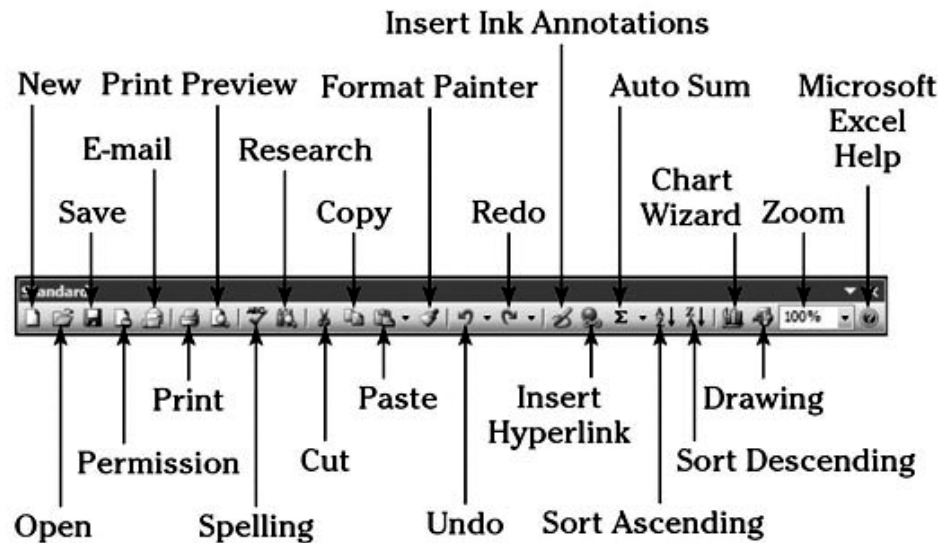 Insert Ink Annotations
New
Print Preview
Format Painter
Auto Sum
Microsoft
Excel
Help
E-mail
Research
Chart
Wizard
Save
Copy
Redo
Zoom
Standard
100%
Print
Paste
Insert
Hyperlink
Drawing
Permission
Cut
Sort Descending
Open
Spelling
Undo
Sort Ascending